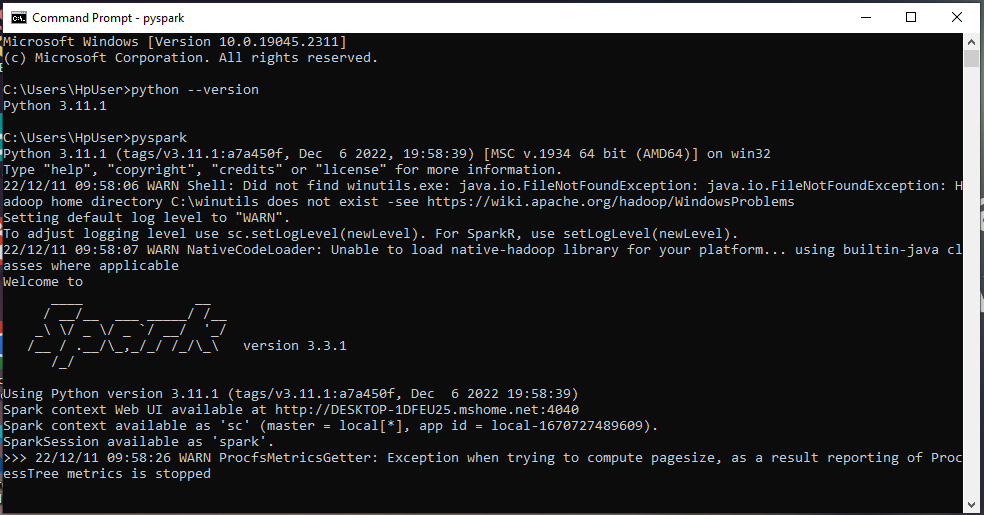 Command Prompt - pyspark
Microsoft Windows [Version 10.0.19045.2311]
(c) Microsoft Corporation. All rights reserved.
C:\Users\HpUser>python --version
Python 3.11.1
C:\Users\HpUser>pyspark
Python 3.11.1 (tags/v3.11.1:a7a450f, Dec  6 2022, 19:58:39) [MSC v.1934 64 bit (AMD64)] on win32
Type "help", "copyright", "credits" or "license" for more information.
22/12/11 09:58:06 WARN Shell: Did not find winutils.exe: java.io.FileNotFoundException: java.io.FileNotFoundException: H
adoop home directory C:\winutils does not exist -see https://wiki.apache.org/hadoop/WindowsProblems
Setting default log level to "WARN".
To adjust logging level use sc.setLogLevel(newLevel). For SparkR, use setLogLevel(newLevel).
22/12/11 09:58:07 WARN NativeCodeLoader: Unable to load native-hadoop library for your platform... using builtin-java cl
asses where applicable
Welcome to
      ____              __
     / __/__  ___ _____/ /__
    _\ \/ _ \/ _ `/ __/  '_/
   /__ / .__/\_,_/_/ /_/\_\   version 3.3.1
      /_/
Using Python version 3.11.1 (tags/v3.11.1:a7a450f, Dec  6 2022 19:58:39)
Spark context Web UI available at http://DESKTOP-1DFEU25.mshome.net:4040
Spark context available as 'sc' (master = local[*], app id = local-1670727489609).
SparkSession available as 'spark'.
>>> 22/12/11 09:58:26 WARN ProcfsMetricsGetter: Exception when trying to compute pagesize, as a result reporting of Proc
essTree metrics is stopped